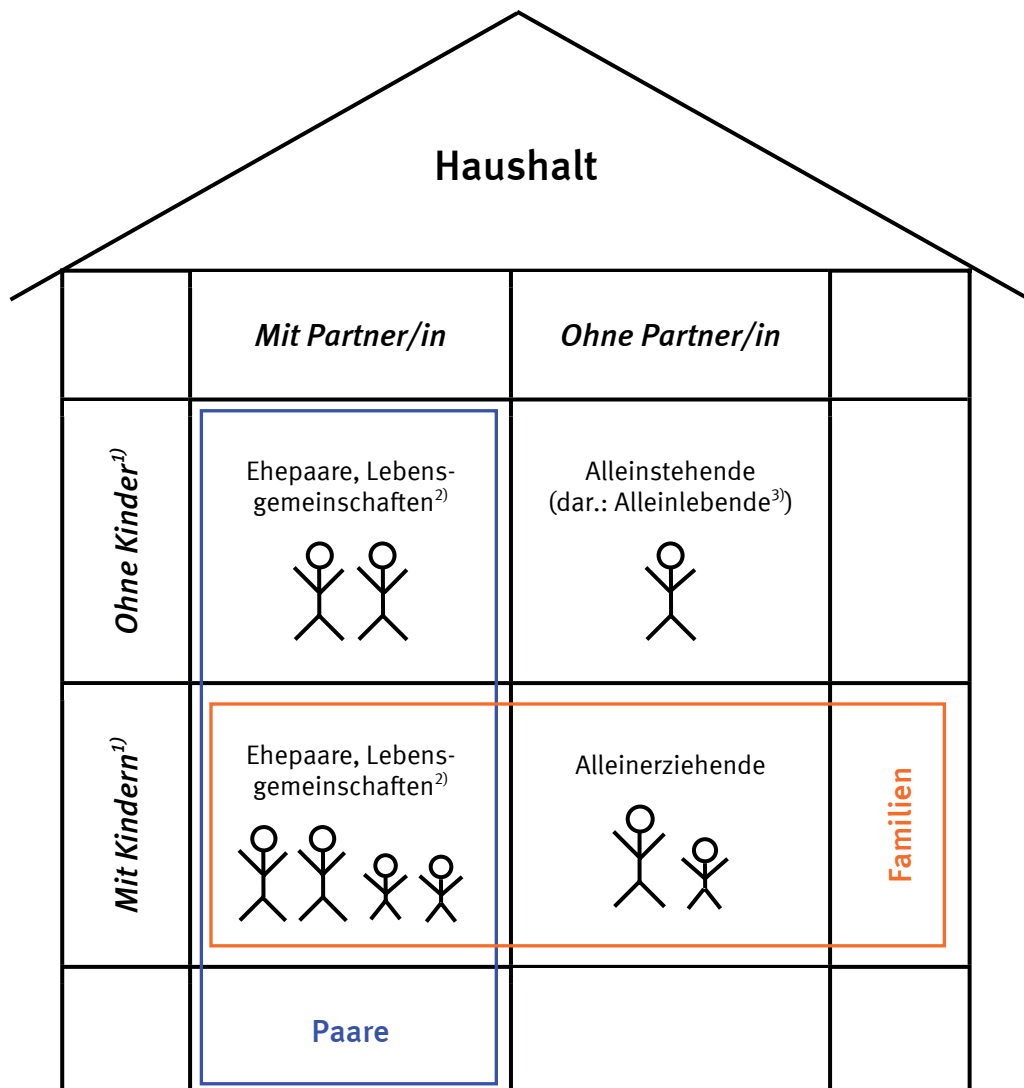 Haushalt
Mit Partner/in
Ohne Partner/in
Ohne Kinder1)
Ehepaare, Lebens-
gemeinschaften2)
Alleinstehende
(dar.: Alleinlebende3))
Mit Kindern1)
Ehepaare, Lebens-
gemeinschaften2)
Alleinerziehende
Familien
Paare